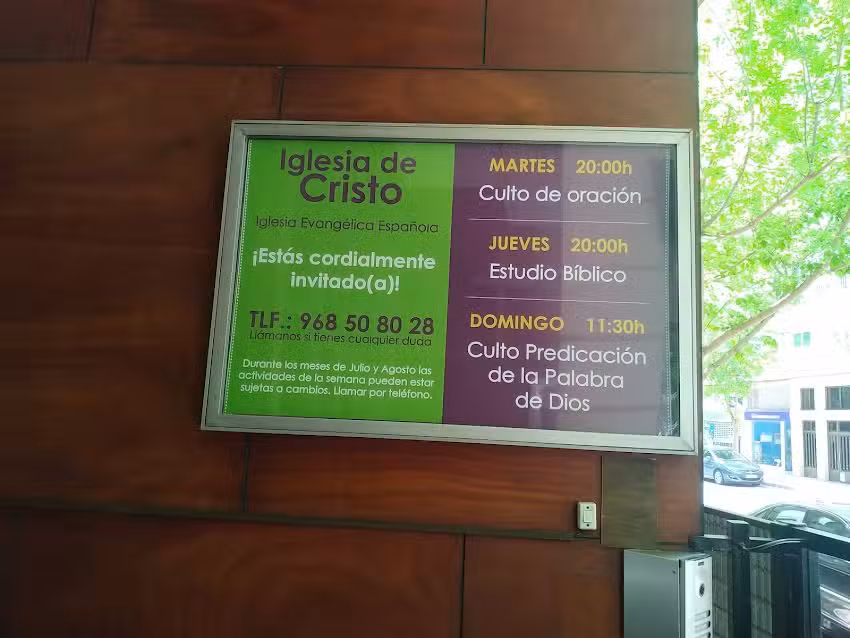 Iglesia de
Cristo
Iglesia Evangélica Española
¡Estás cordialmente
invitado(a)!
TLF.: 968 50 80 28
Llámanos si tienes cualquier duda
Durante los meses de Julio y Agosto las
actividades de la semana pueden estar
sujetas a cambios. Llamar por teléfono.
MARTES 20:00h
Culto de oración
JUEVES 20:00h
Estudio Bíblico
DOMINGO 11:30h
Culto Predicación
de la Palabra
de Dios